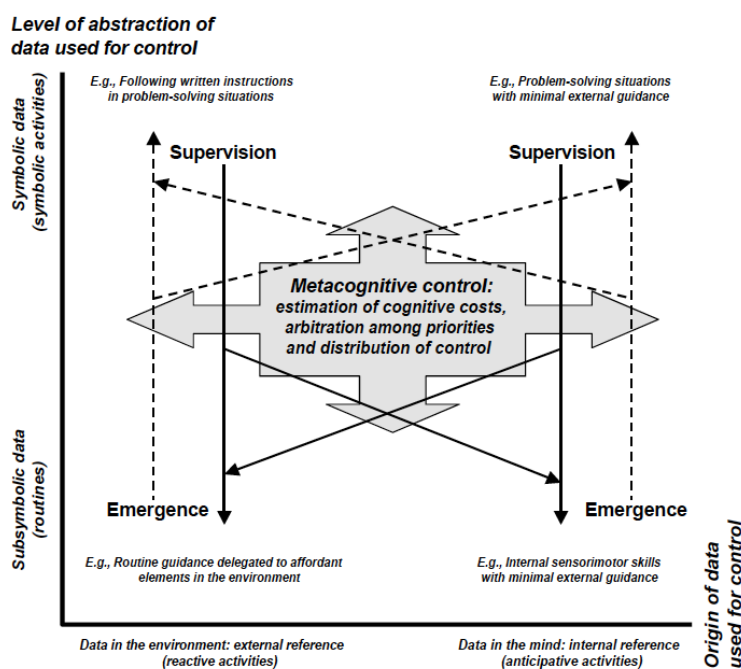 Level of abstraction of
data used for control
E.g., Following written instructions
in problem-solving situations
E.g., Problem-solving situations
with minimal external guidance
Symbolic data
(symbolic activities)
Supervision
Supervision
Metacognitive control:
estimation of cognitive costs,
arbitration among priorities
and distribution of control
Subsymbolic data
(routines)
Emergence
Emergence
E.g., Routine guidance delegated to affordant
elements in the environment
E.g., Internal sensorimotor skills
with minimal external guidance
Origin of data
used for control
Data in the environment: external reference
(reactive activities)
Data in the mind: internal reference
(anticipative activities)